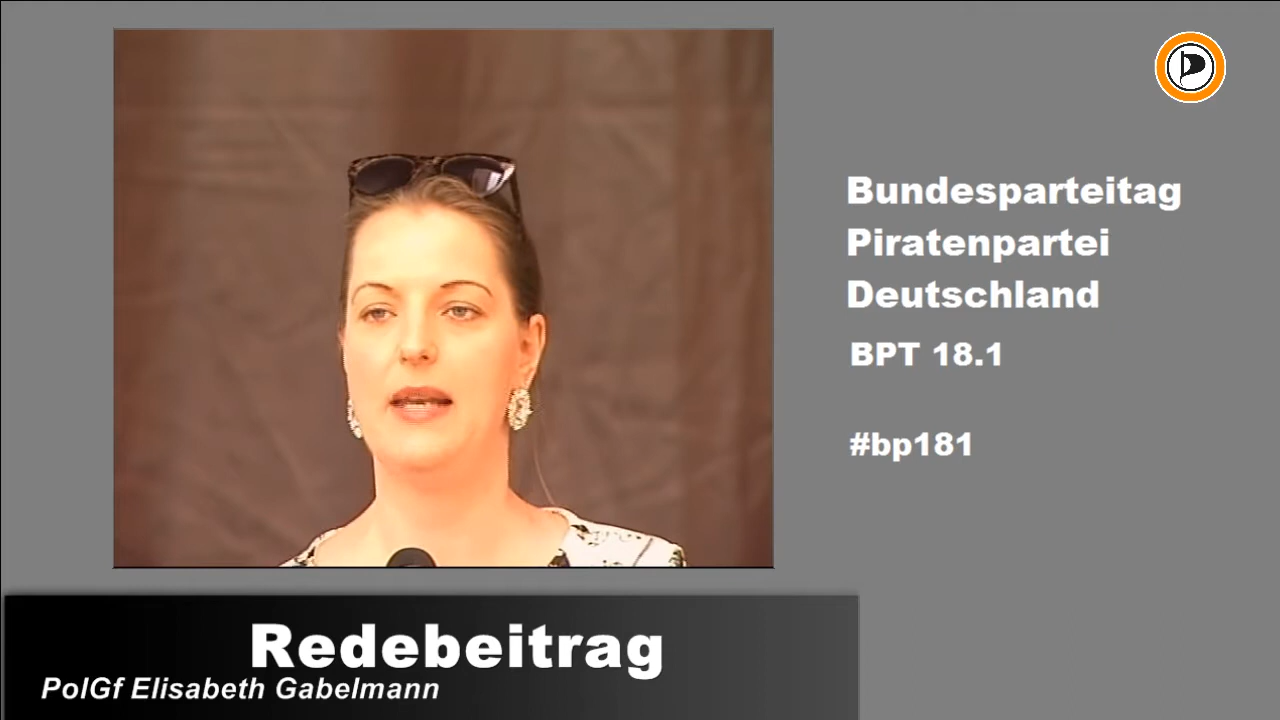 Bundesparteitag
Piratenpartei
Deutschland
BPT 18.1
#bp181
Redebeitrag
PolGf Elisabeth Gabelmann